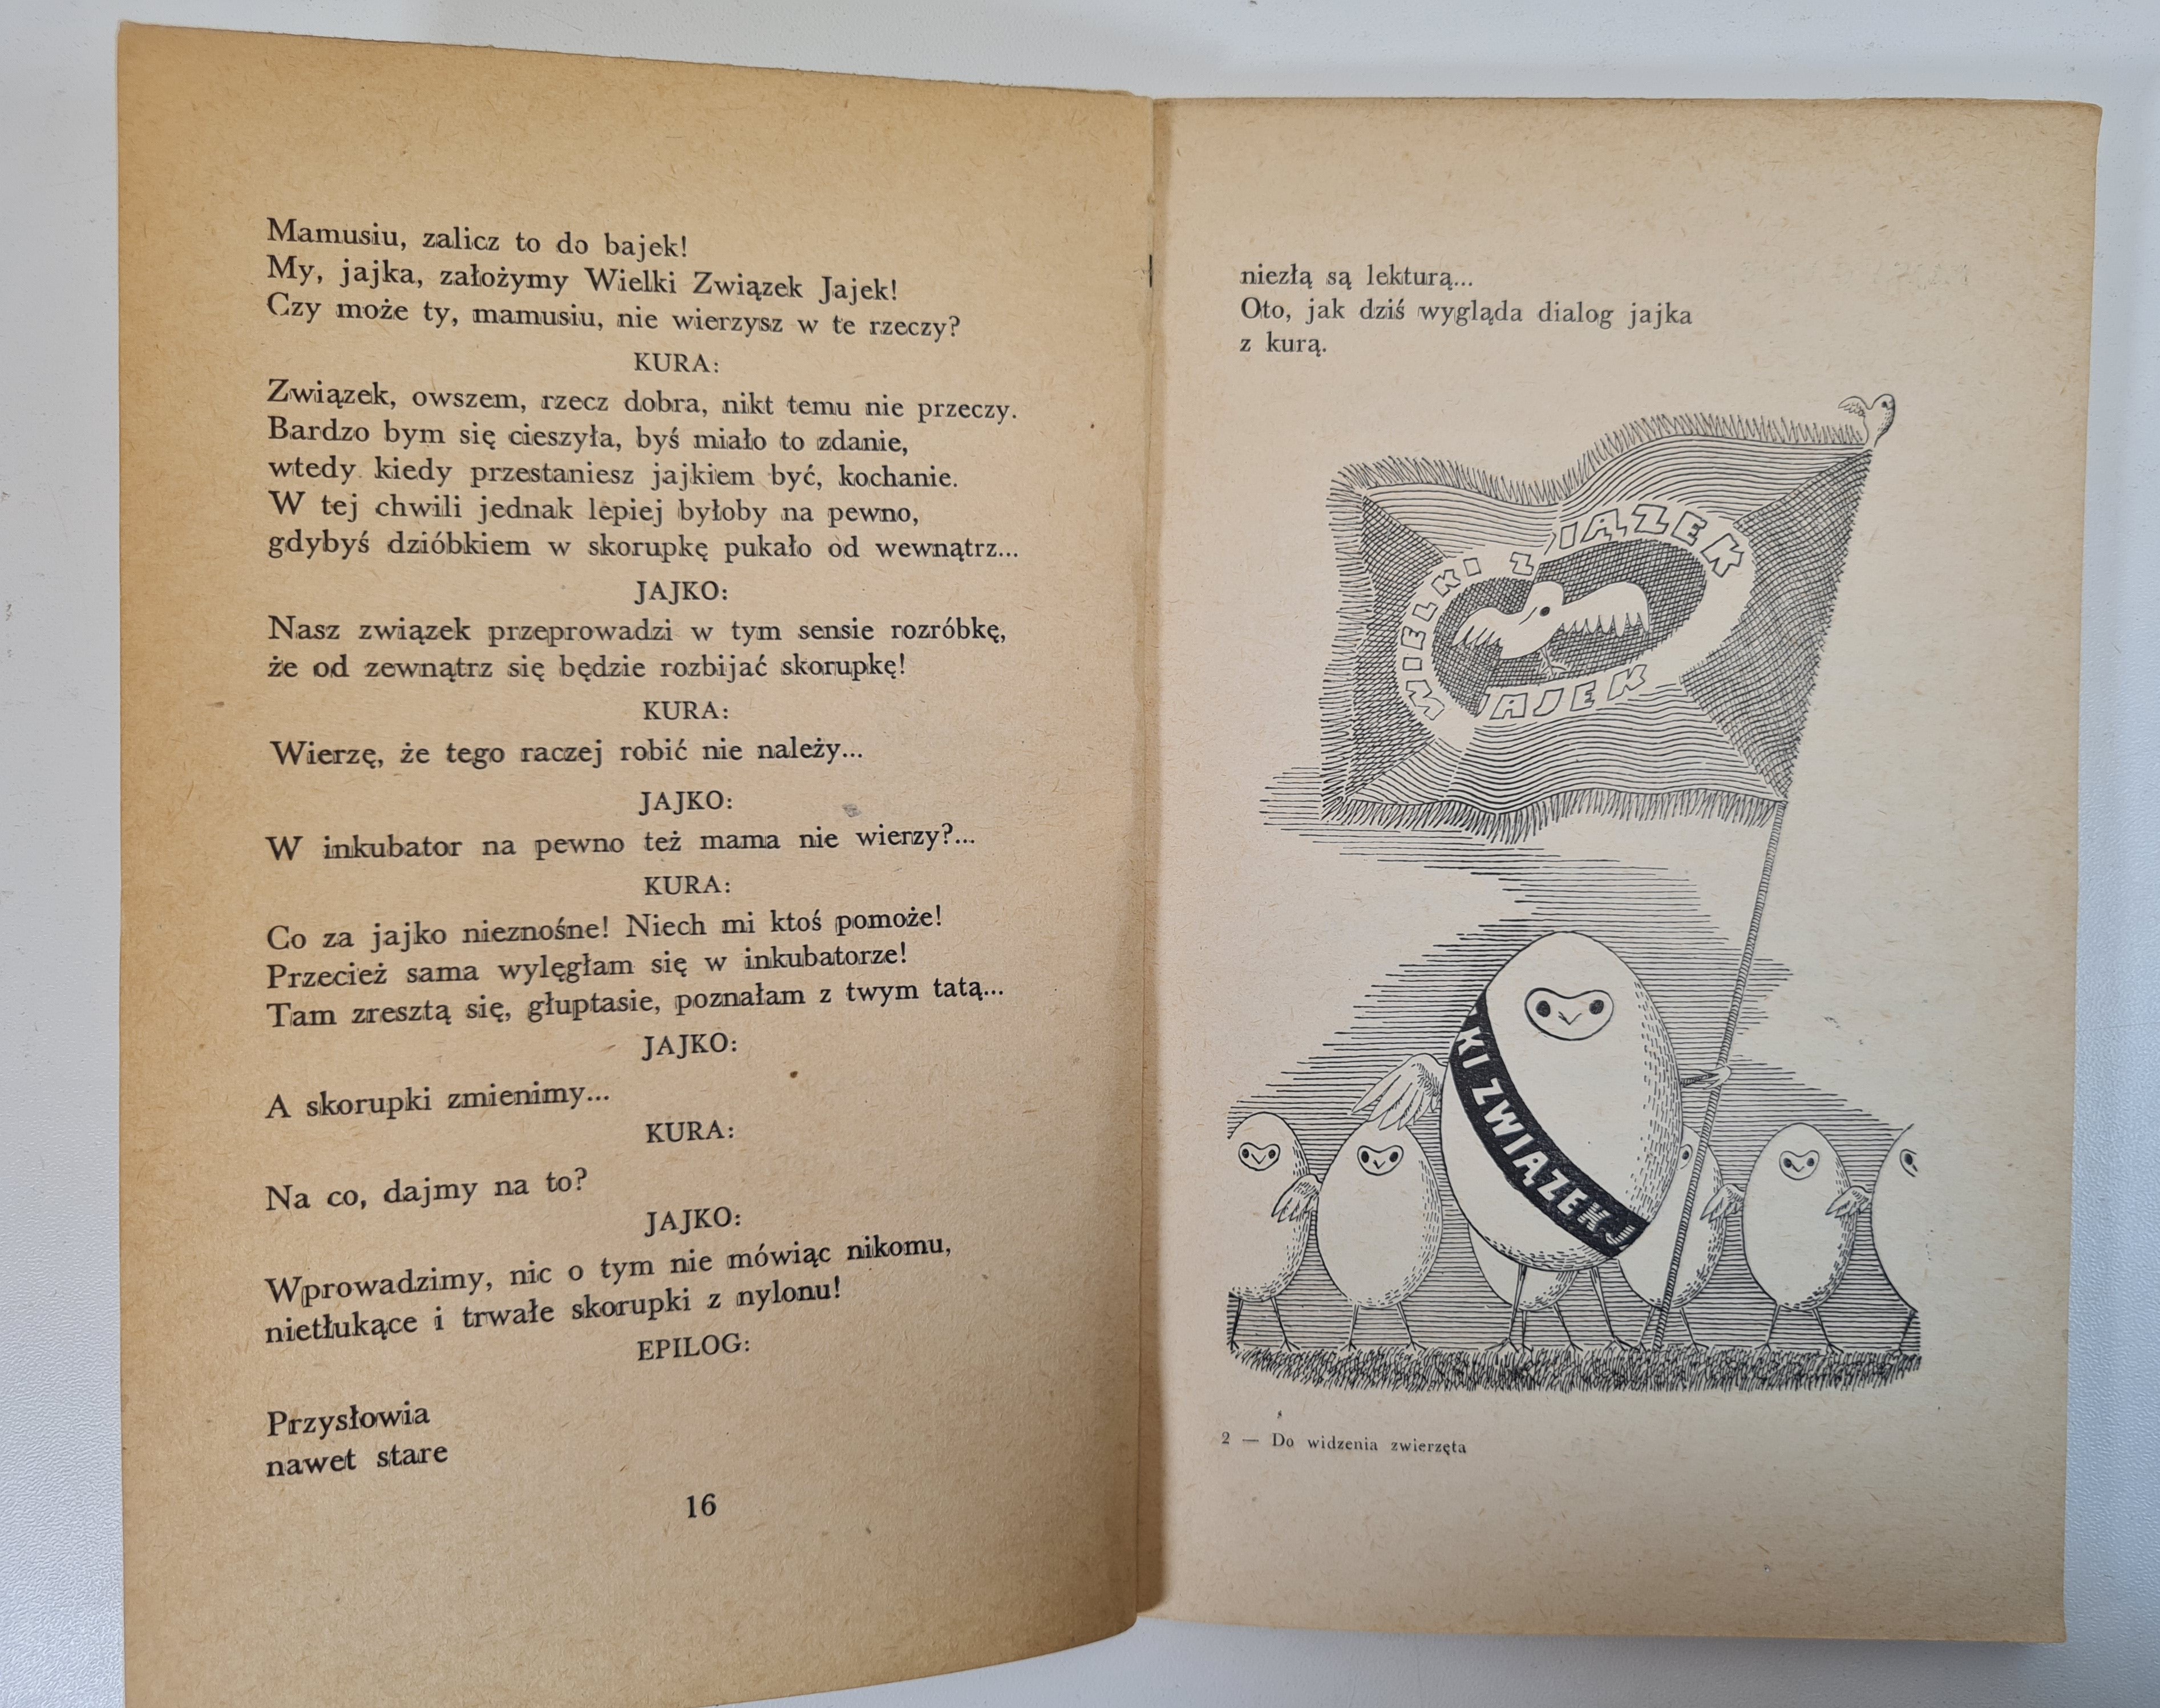 Mamusiu, zalicz to do bajek!
My, jajka, założymy Wielki Związek Jajek!
Czy może ty, mamusiu, nie wierzysz w te rzeczy?
KURA:
Związek, owszem, rzecz dobra, nikt temu nie przeczy.
Bardzo bym się cieszyła, byś miało to zdanie,
wtedy kiedy przestaniesz jajkiem być, kochanie.
W tej chwili jednak lepiej byłoby na pewno,
gdybyś dzióbkiem w skorupkę pukało od wewnątrz...
JAJKO:
Nasz związek przeprowadzi w tym sensie rozróbkę,
że od zewnątrz się będzie rozbijać skorupkę!
KURA:
Wierzę, że tego raczej robić nie należy...
JAJKO:
W inkubator na pewno też mama nie wierzy?...
KURA:
Co za jajko nieznośne! Niech mi ktoś pomoże!
Przecież sama wylęgłam się w inkubatorze!
Tam zresztą się, głuptasie, poznałam z twym tatą...
JAJKO:
A skorupki zmienimy...
KURA:
Na co, dajmy na to?
JAJKO:
Wprowadzimy, nic o tym nie mówiąc nikomu,
nietłukące i trwałe skorupki z nylonu!
EPILOG:
Przysłowia
nawet stare
16
niezłą są lekturą...
Oto, jak dziś wygląda dialog jajka
z kurą.
WIELKI ZWIĄZEK
JAJEK
KI ZWIĄZEK J
2 — Do widzenia zwierzęta